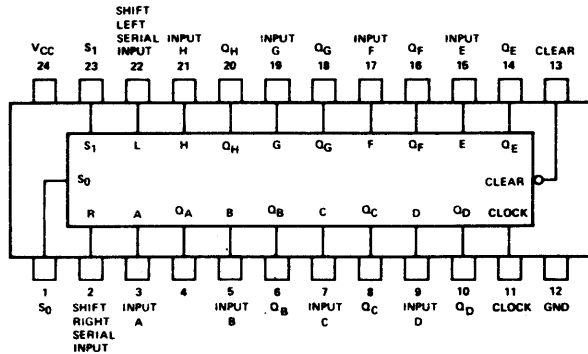 SHIFT
LEFT
SERIAL INPUT INPUT INPUT INPUT
VCC S1 INPUT H QH G QG F QF E QE CLEAR
24 23 22 21 20 19 18 17 16 15 14 13
S1 L H QH G QG F QF E QE
S0 CLEAR
R A QA B QB C QC D QD CLOCK
1 2 3 4 5 6 7 8 9 10 11 12
S0 SHIFT INPUT INPUT QB INPUT QC INPUT QD CLOCK GND
RIGHT A B C D
SERIAL
INPUT